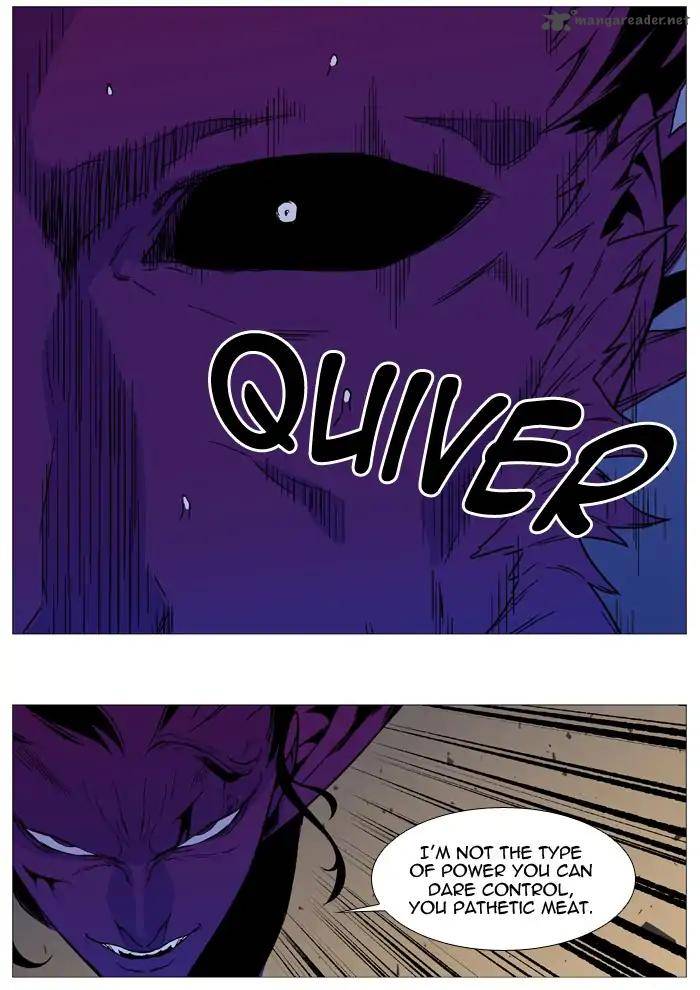 mangareader.net
QUIVER
I'M NOT THE TYPE
OF POWER YOU CAN
DARE CONTROL,
YOU PATHETIC MEAT.